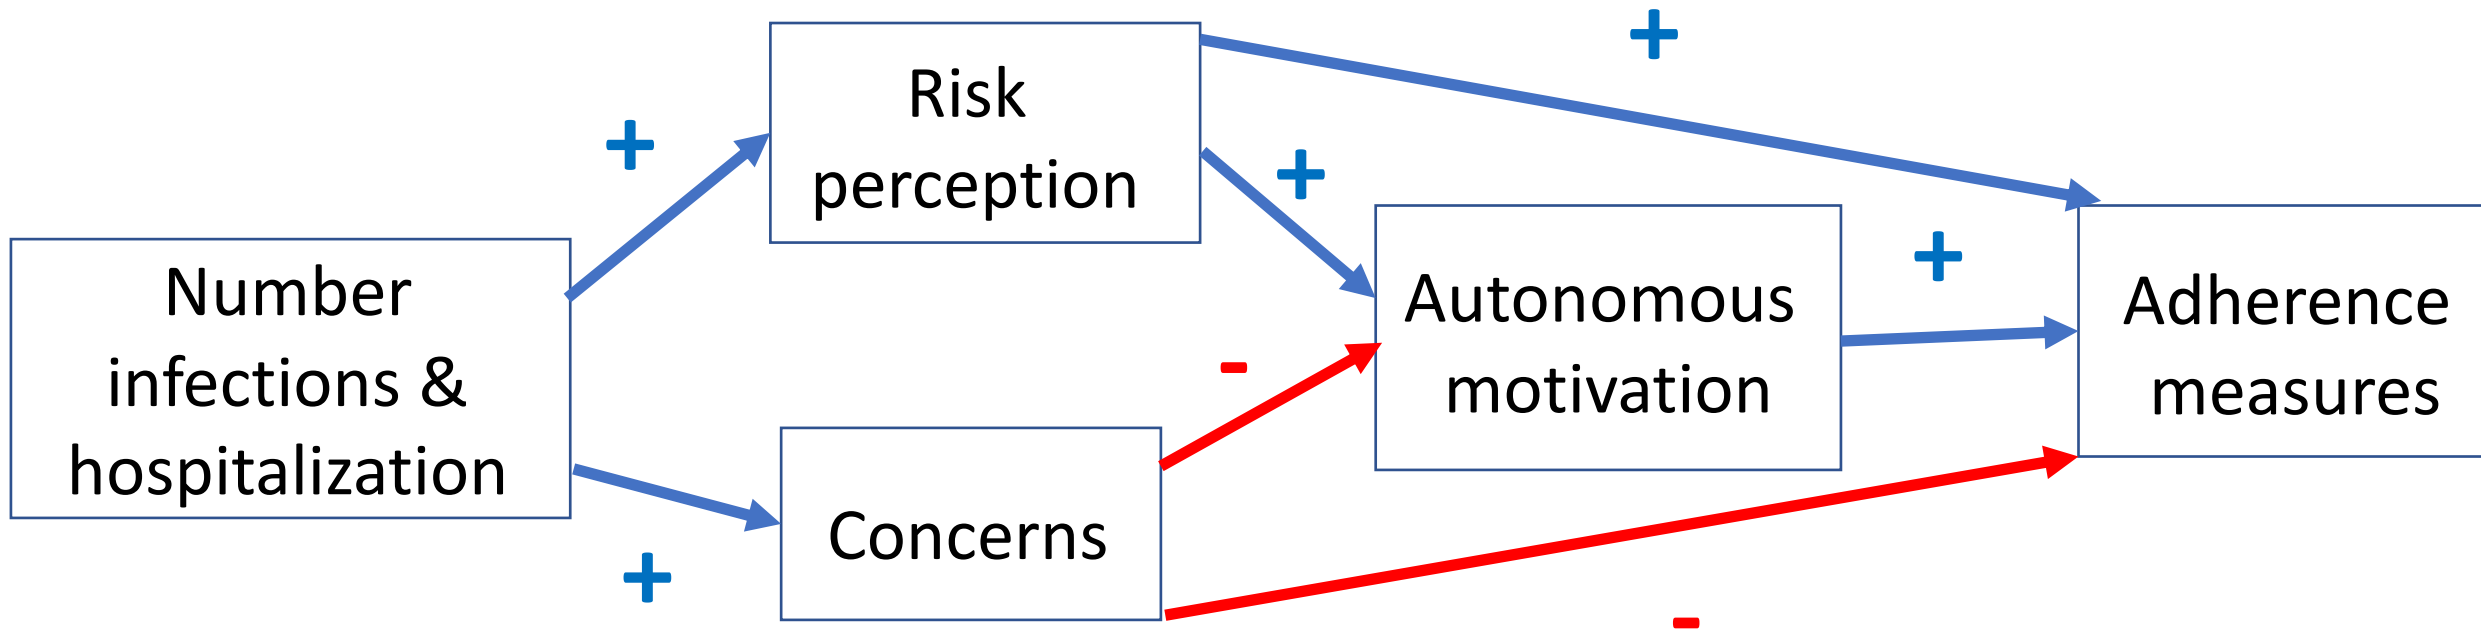 +
Risk
perception
+
+
Number
infections &
hospitalization
+
Autonomous
motivation
+
Adherence
measures
-
Concerns
+
-